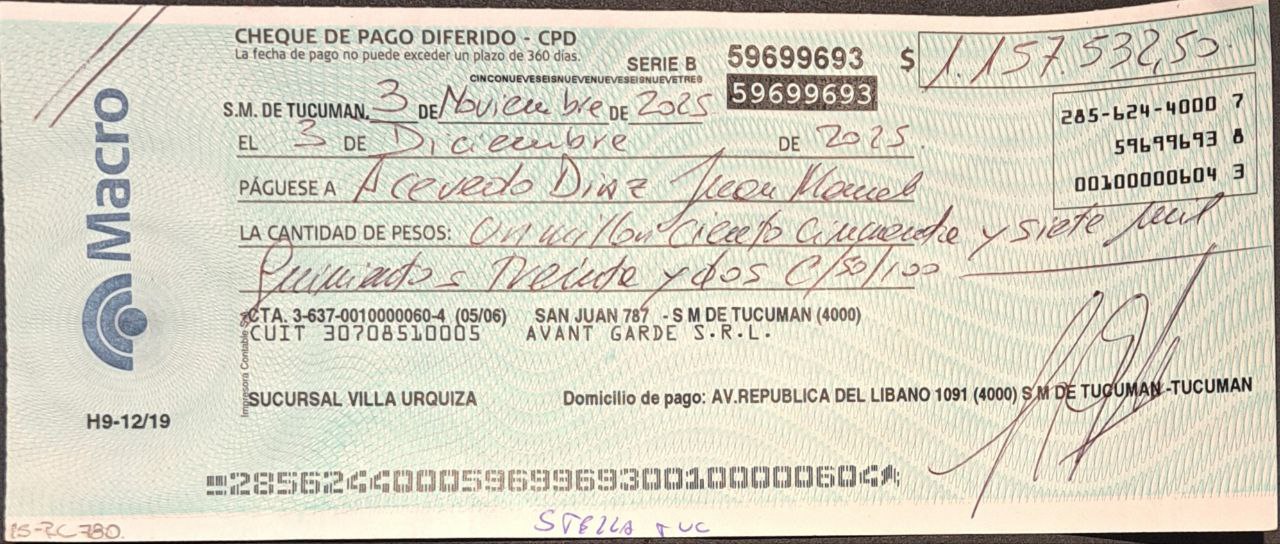 CHEQUE DE PAGO DIFERIDO - CPD
La fecha de pago no puede exceder un plazo de 360 días.
SERIE B 59699693 $ 1.157.532,50.
CINCONUEVESEISNUEVENUEVESEISNUEVETRES
59699693
S.M. DE TUCUMAN, 3 DE Noviembre DE 2025
EL 3 DE Diciembre DE 2025
285-624-4000 7
59699693 8
00100000604 3
PÁGUESE A Acevedo Diaz Juan Manuel
LA CANTIDAD DE PESOS: Un millon ciento cincuenta y siete mil
Quinientos Treinta y dos C/50/100
CTA. 3-637-0010000060-4 (05/06) SAN JUAN 787 - S M DE TUCUMAN (4000)
CUIT 30708510005 AVANT GARDE S.R.L.
SUCURSAL VILLA URQUIZA Domicilio de pago: AV.REPUBLICA DEL LIBANO 1091 (4000) S M DE TUCUMAN -TUCUMAN
Macro
H9-12/19
Impresora Contable
28562440005969969300100000604
STELLA TUC